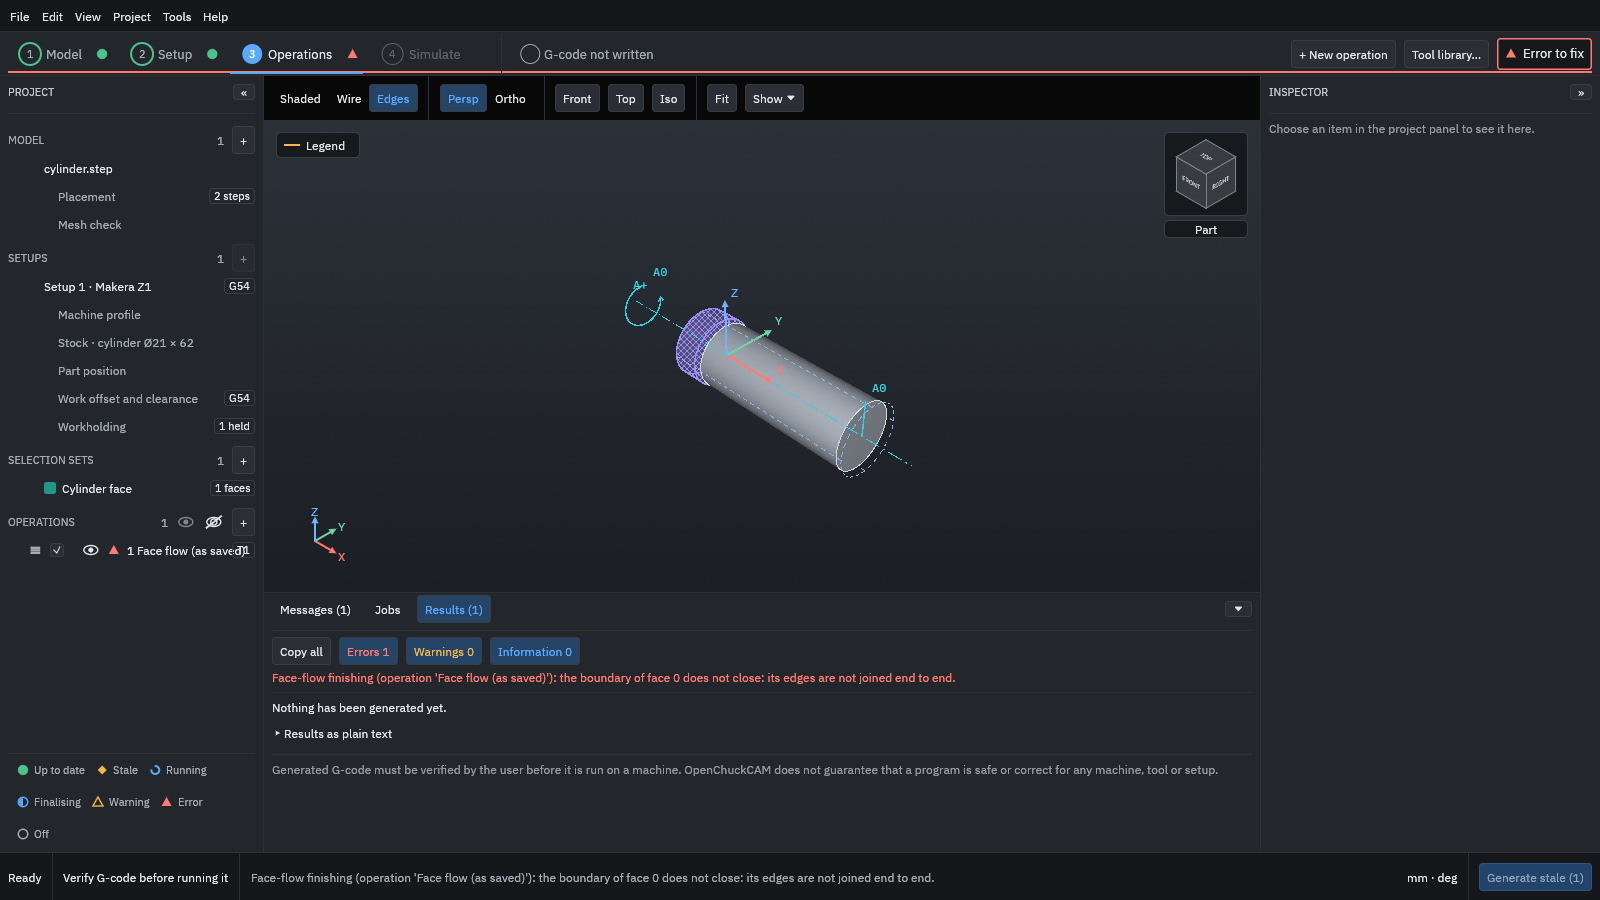 File Edit View Project Tools Help
1 Model 2 Setup 3 Operations 4 Simulate G-code not written + New operation Tool library... Error to fix
PROJECT «
Shaded Wire Edges Persp Ortho Front Top Iso Fit Show
INSPECTOR »
Choose an item in the project panel to see it here.
MODEL 1 +
cylinder.step
Placement 2 steps
Mesh check
SETUPS 1 +
Setup 1 · Makera Z1 G54
Machine profile
Stock · cylinder Ø21 × 62
Part position
Work offset and clearance G54
Workholding 1 held
SELECTION SETS 1 +
Cylinder face 1 faces
OPERATIONS 1 +
1 Face flow (as saved) T1
Up to date Stale Running
Finalising Warning Error
Off
Legend
TOP
FRONT RIGHT
Part
A0
A+
Z
Y
X
A0
Z
Y
X
Messages (1) Jobs Results (1)
Copy all Errors 1 Warnings 0 Information 0
Face-flow finishing (operation 'Face flow (as saved)'): the boundary of face 0 does not close: its edges are not joined end to end.
Nothing has been generated yet.
Results as plain text
Generated G-code must be verified by the user before it is run on a machine. OpenChuckCAM does not guarantee that a program is safe or correct for any machine, tool or setup.
Ready Verify G-code before running it Face-flow finishing (operation 'Face flow (as saved)'): the boundary of face 0 does not close: its edges are not joined end to end. mm · deg Generate stale (1)